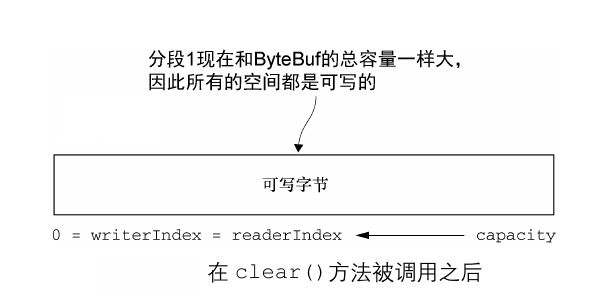 分段1现在和ByteBuf的总容量一样大，
因此所有的空间都是可写的
可写字节
0 = writerIndex = readerIndex capacity
在 clear()方法被调用之后